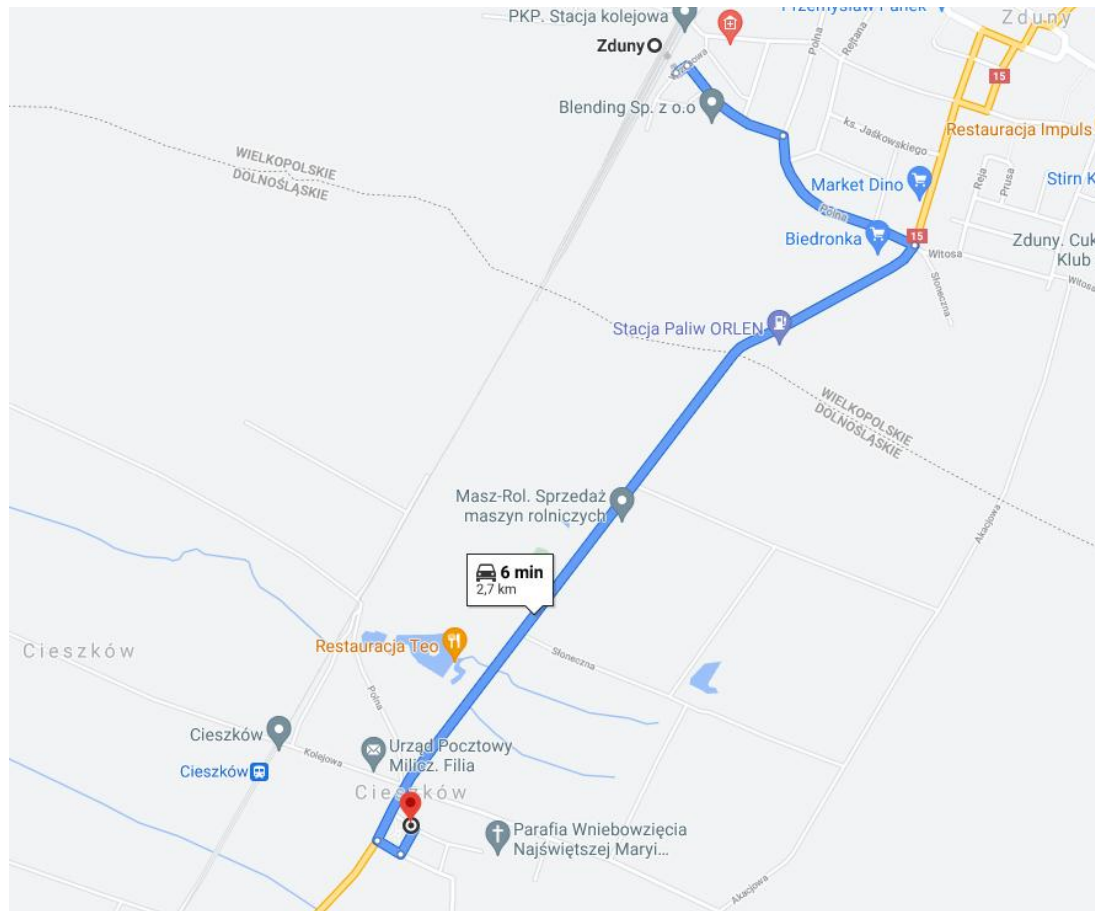 PKP. Stacja kolejowa
Przemysław Panek
Zduny
Zduny
Polna
Rejtana
15
Blending Sp. z o.o
Restauracja Impuls
ks. Jaśkowskiego
WIELKOPOLSKIE
DOLNOŚLĄSKIE
Market Dino
Reja
Prusa
Stirn K
Polna
Biedronka
15
Witosa
Zduny. Cuk
Klub
Witosa
Słoneczna
Stacja Paliw ORLEN
WIELKOPOLSKIE
DOLNOŚLĄSKIE
Masz-Rol. Sprzedaż
maszyn rolniczych
Akacjowa
6 min
2,7 km
Restauracja Teo
Cieszków
Słoneczna
Polna
Cieszków
Kolejowa
Urząd Pocztowy
Milicz. Filia
Cieszków
Cieszków
Parafia Wniebowzięcia
Najświętszej Maryi...
Akacjowa